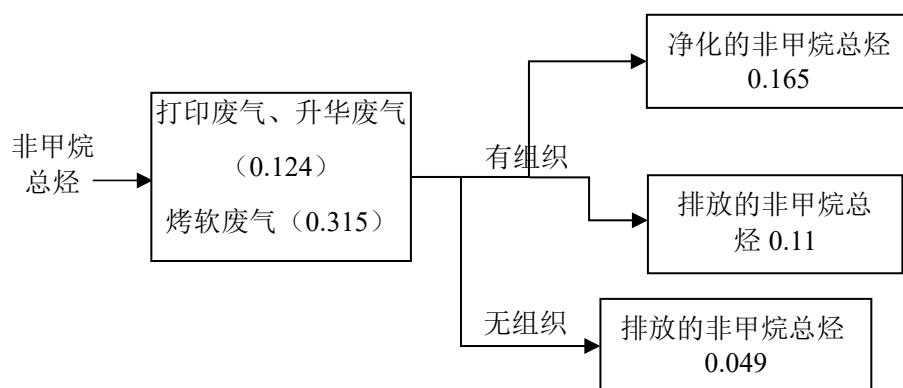 非甲烷
总烃
打印废气、升华废气
（0.124）
烤软废气（0.315）
有组织
无组织
净化的非甲烷总烃
0.165
排放的非甲烷总
烃 0.11
排放的非甲烷总烃
0.049